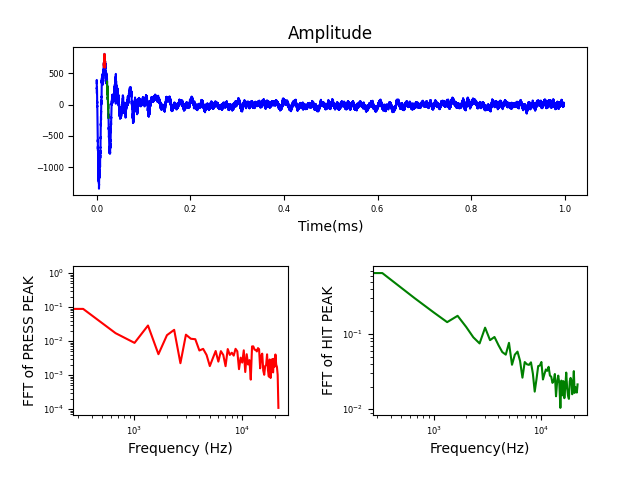 Amplitude
500
0
−500
−1000
0.0 0.2 0.4 0.6 0.8 1.0
Time(ms)
FFT of PRESS PEAK
10⁰
10⁻¹
10⁻²
10⁻³
10⁻⁴
10³ 10⁴
Frequency (Hz)
FFT of HIT PEAK
10⁻¹
10⁻²
10³ 10⁴
Frequency(Hz)